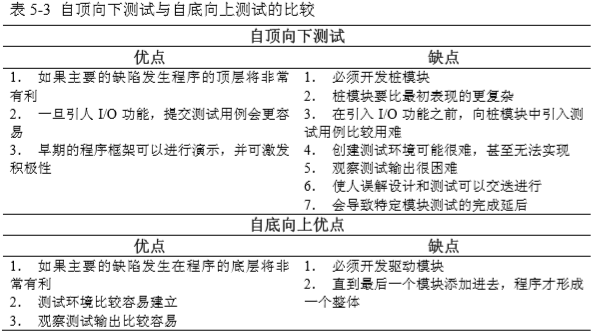 表 5-3 自顶向下测试与自底向上测试的比较
自顶向下测试
优点
缺点
1. 如果主要的缺陷发生程序的顶层将非常
有利
2. 一旦引人 I/O 功能，提交测试用例会更容
易
3. 早期的程序框架可以进行演示，并可激发
积极性
1. 必须开发桩模块
2. 桩模块要比最初表现的更复杂
3. 在引入 I/O 功能之前，向桩模块中引入测
试用例比较用难
4. 创建测试环境可能很难，甚至无法实现
5. 观察测试输出很困难
6. 使人误解设计和测试可以交迭进行
7. 会导致特定模块测试的完成延后
自底向上优点
优点
缺点
1. 如果主要的缺陷发生在程序的底层将非
常有利
2. 测试环境比较容易建立
3. 观察测试输出比较容易
1. 必须开发驱动模块
2. 直到最后一个模块添加进去，程序才形成
一个整体